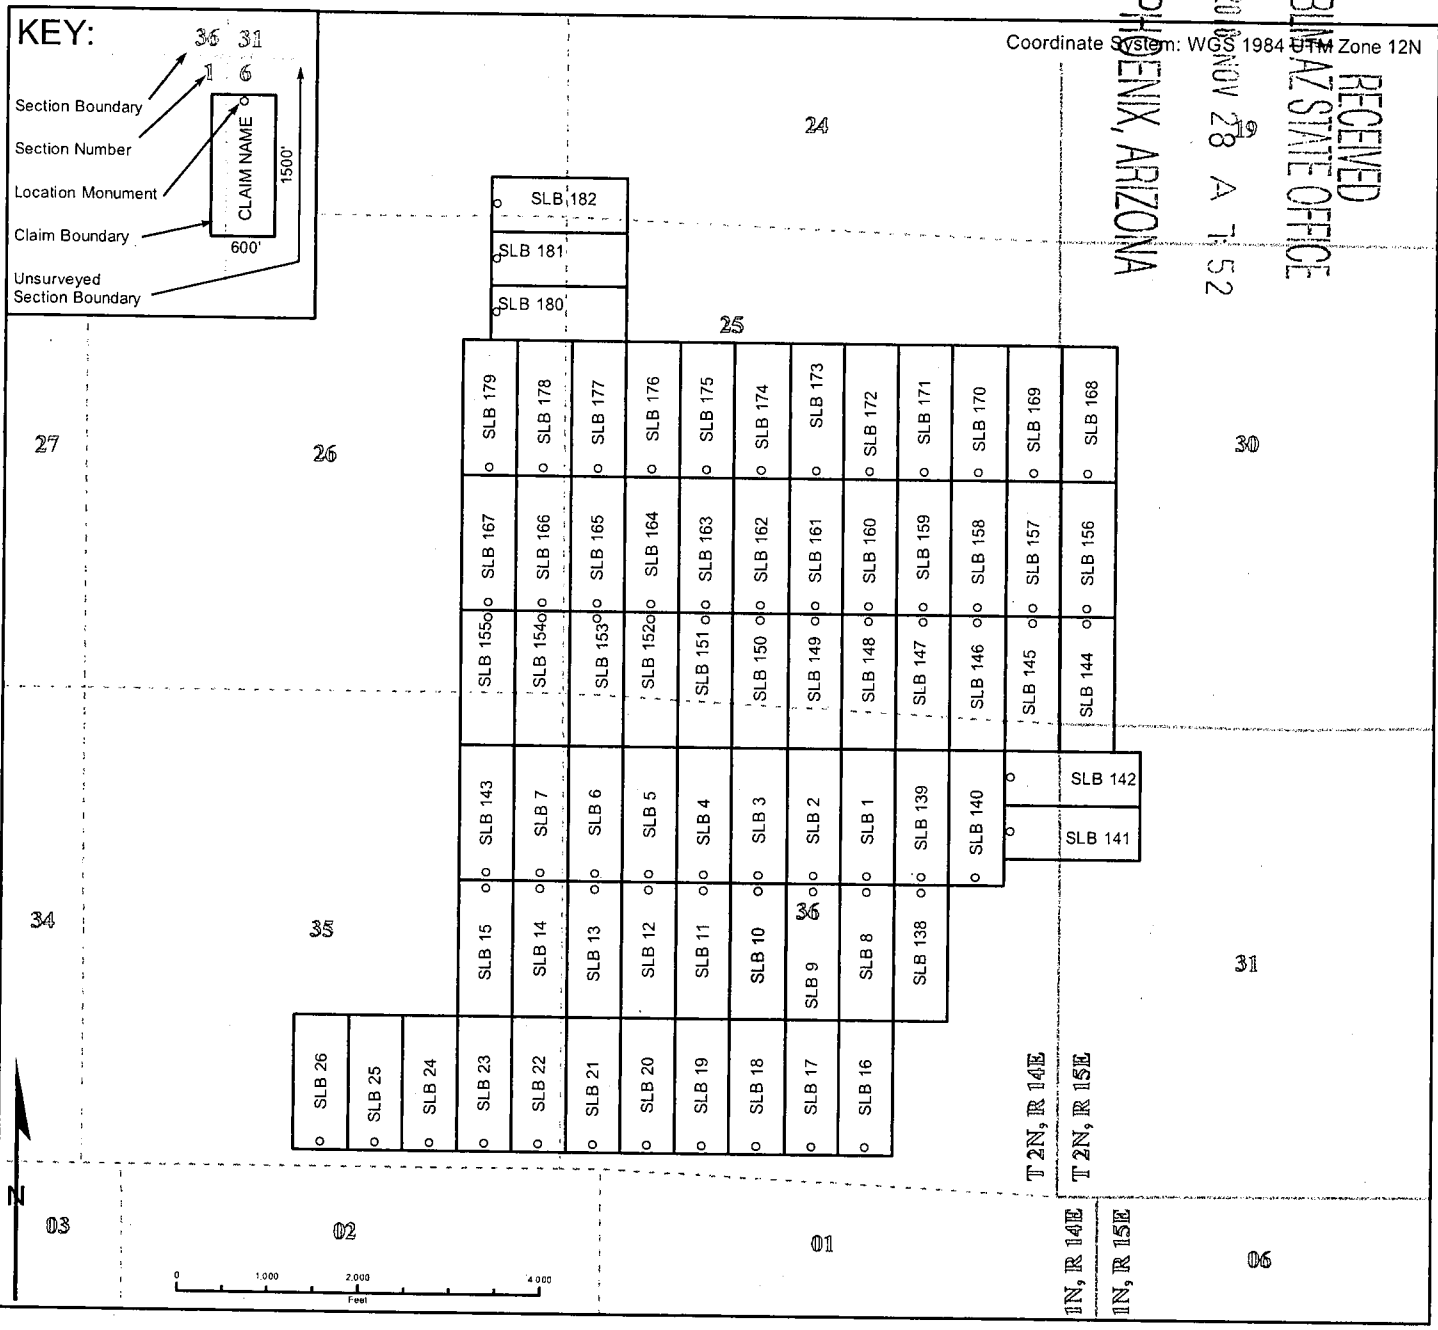 KEY:
36 31
1 6
Section Boundary
Section Number
Location Monument
Claim Boundary
Unsurveyed
Section Boundary
CLAIM NAME
1500'
600'
Coordinate System: WGS 1984 UTM Zone 12N
RECEIVED
BLM AZ STATE OFFICE
NOV 28 A 7:52
PHOENIX, ARIZONA
24
19
SLB 182
SLB 181
SLB 180
25
27
26
30
SLB 179
SLB 178
SLB 177
SLB 176
SLB 175
SLB 174
SLB 173
SLB 172
SLB 171
SLB 170
SLB 169
SLB 168
SLB 167
SLB 166
SLB 165
SLB 164
SLB 163
SLB 162
SLB 161
SLB 160
SLB 159
SLB 158
SLB 157
SLB 156
SLB 155
SLB 154
SLB 153
SLB 152
SLB 151
SLB 150
SLB 149
SLB 148
SLB 147
SLB 146
SLB 145
SLB 144
SLB 143
SLB 7
SLB 6
SLB 5
SLB 4
SLB 3
SLB 2
SLB 1
SLB 139
SLB 140
SLB 142
SLB 141
34
35
36
31
SLB 15
SLB 14
SLB 13
SLB 12
SLB 11
SLB 10
SLB 9
SLB 8
SLB 138
SLB 26
SLB 25
SLB 24
SLB 23
SLB 22
SLB 21
SLB 20
SLB 19
SLB 18
SLB 17
SLB 16
T 2N, R 14E
T 2N, R 15E
N
03
02
01
06
1N, R 14E
1N, R 15E
0 1,000 2,000 4,000
Feet